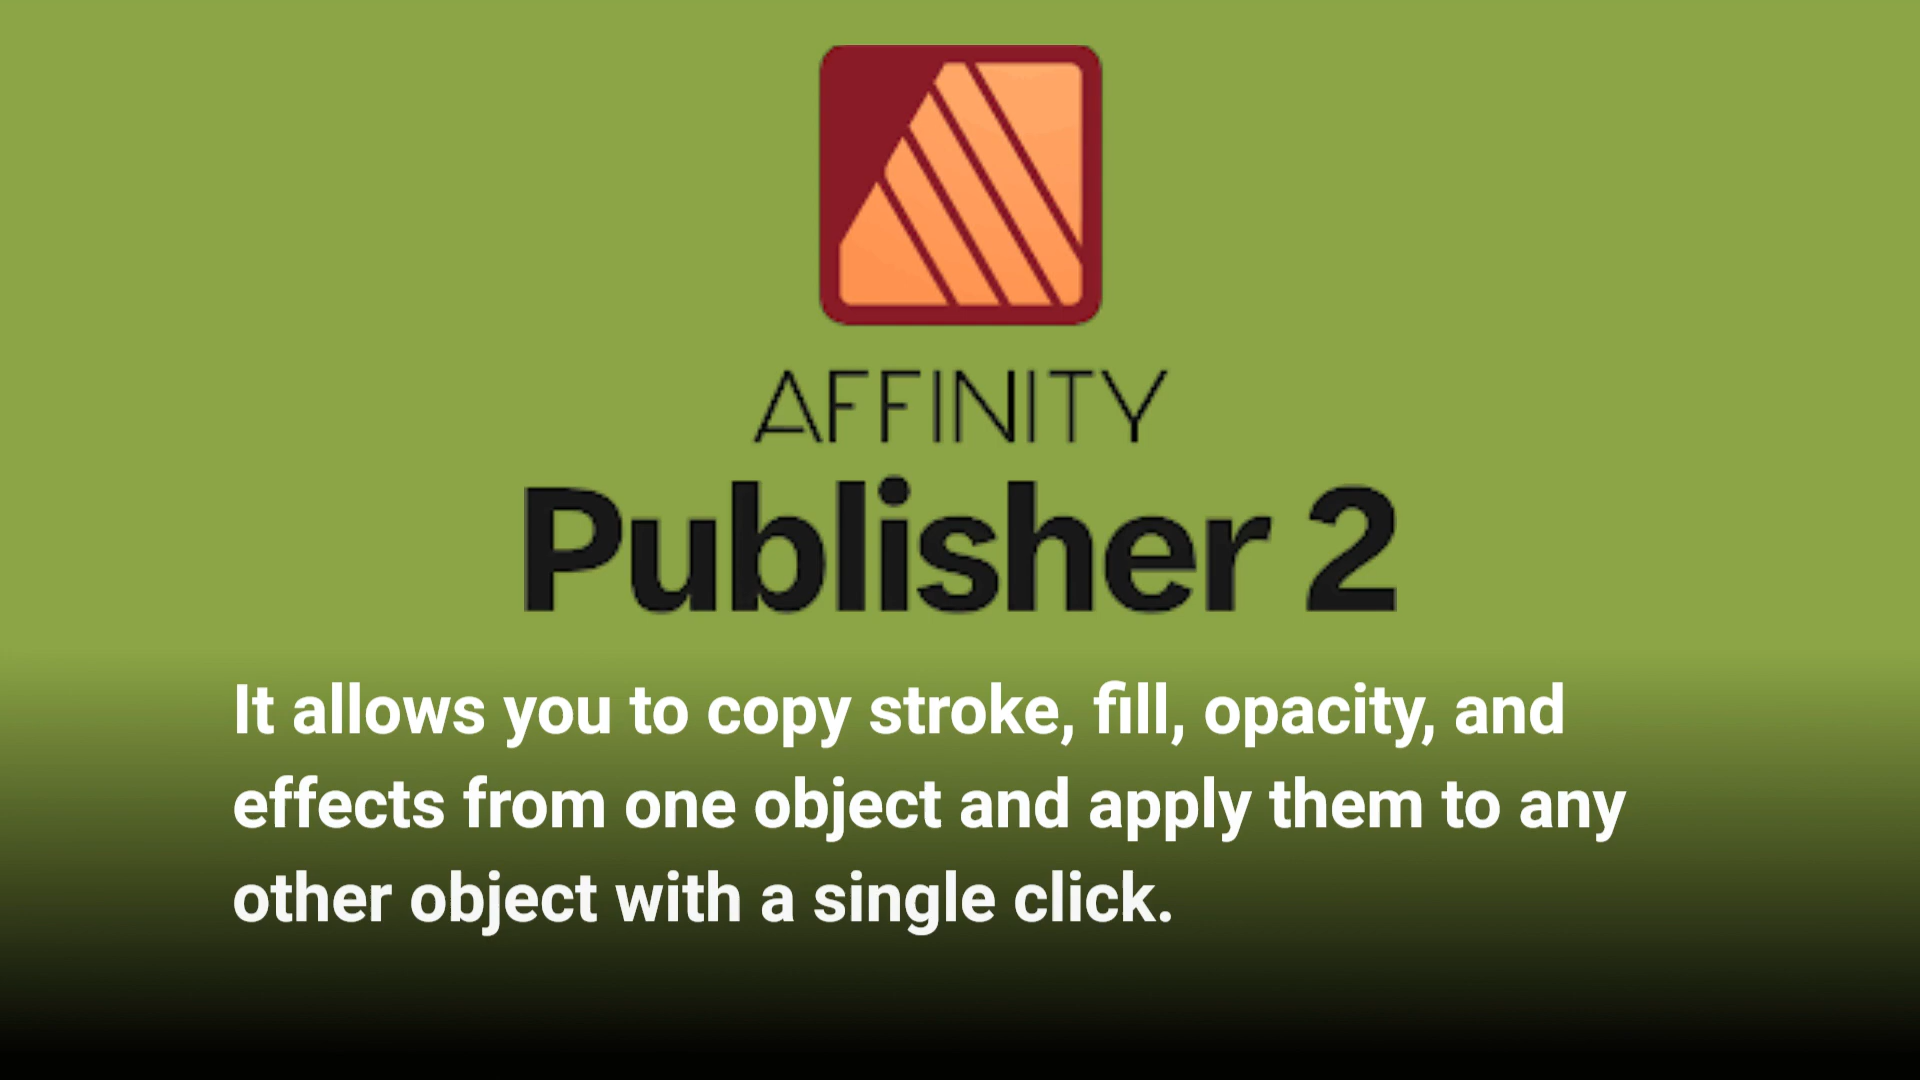 AFFINITY
Publisher 2
It allows you to copy stroke, fill, opacity, and
effects from one object and apply them to any
other object with a single click.